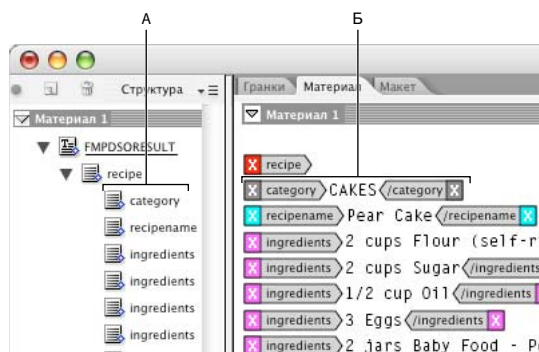 А Б
Структура
Гранки Материал Макет
Материал 1
Материал 1
FMPDSORESULT
recipe
category
recipename
ingredients
ingredients
ingredients
ingredients
X recipe
X category CAKES /category X
X recipename Pear Cake /recipename X
X ingredients 2 cups Flour (self-r
X ingredients 2 cups Sugar /ingredients
X ingredients 1/2 cup Oil /ingredients
X ingredients 3 Eggs /ingredients X
X ingredients 2 jars Baby Food - P